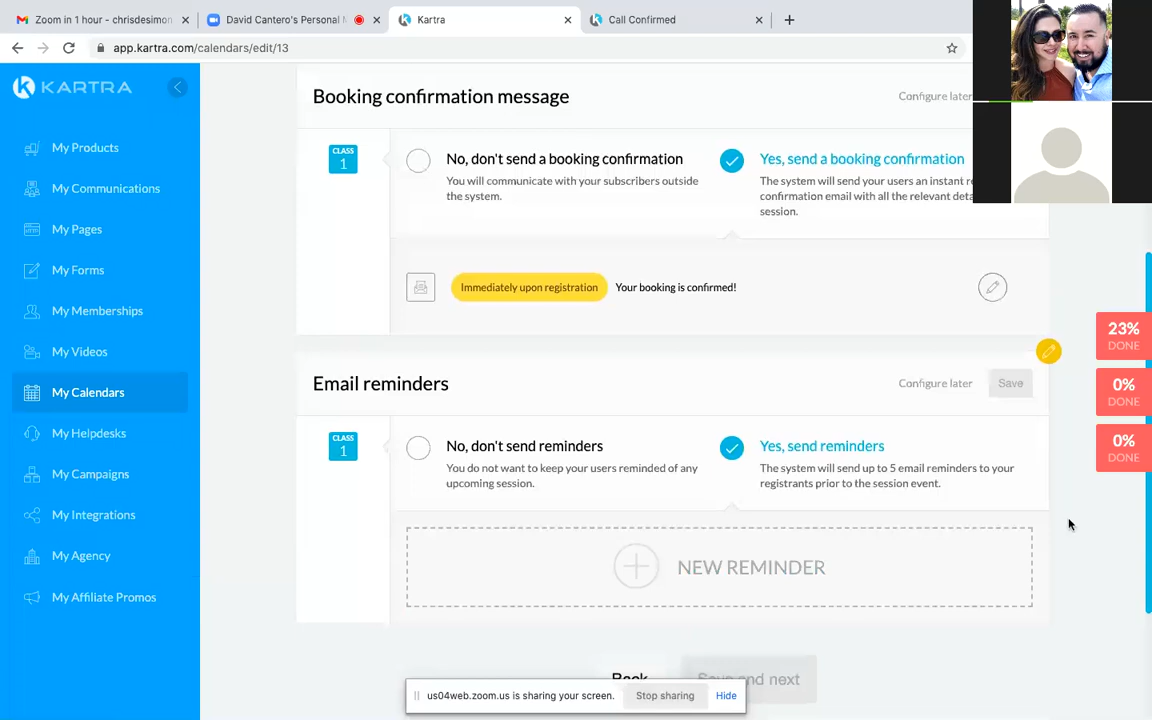 Zoom in 1 hour - chrisdesimon
David Cantero's Personal
Kartra
Call Confirmed
app.kartra.com/calendars/edit/13
KARTRA
My Products
My Communications
My Pages
My Forms
My Memberships
My Videos
My Calendars
My Helpdesks
My Campaigns
My Integrations
My Agency
My Affiliate Promos
Booking confirmation message
Configure later
CLASS
1
No, don't send a booking confirmation
You will communicate with your subscribers outside
the system.
Yes, send a booking confirmation
The system will send your users an instant
confirmation email with all the relevant
session.
Immediately upon registration
Your booking is confirmed!
Email reminders
Configure later
Save
CLASS
1
No, don't send reminders
You do not want to keep your users reminded of any
upcoming session.
Yes, send reminders
The system will send up to 5 email reminders to your
registrants prior to the session event.
NEW REMINDER
Back
Save and next
us04web.zoom.us is sharing your screen.
Stop sharing
Hide
23%
DONE
0%
DONE
0%
DONE